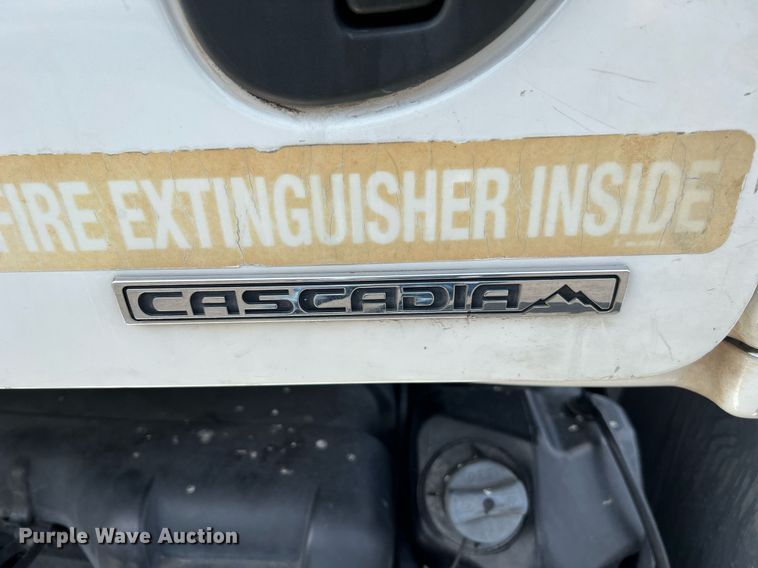 FIRE EXTINGUISHER INSIDE
CASCADIA
Purple Wave Auction